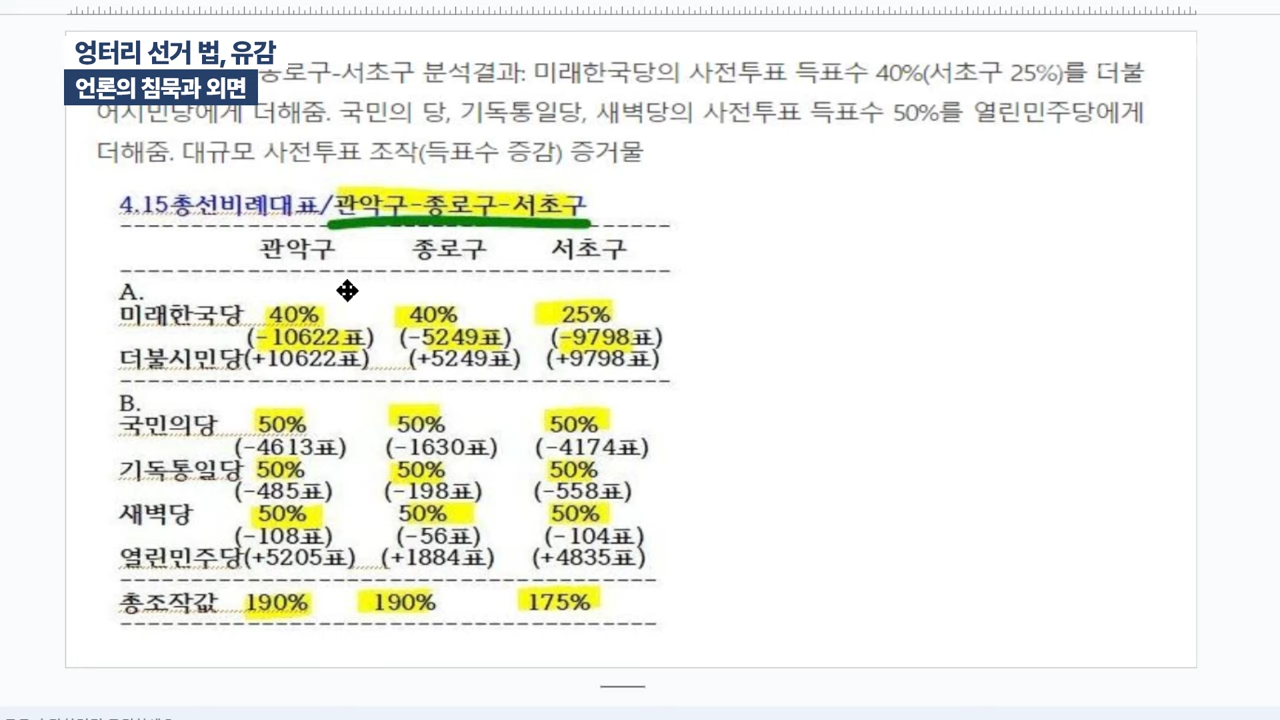 엉터리 선거 법, 유감
언론의 침묵과 외면
종로구-서초구 분석결과: 미래한국당의 사전투표 득표수 40%(서초구 25%)를 더불
어시민당에게 더해줌. 국민의 당, 기독통일당, 새벽당의 사전투표 득표수 50%를 열린민주당에게
더해줌. 대규모 사전투표 조작(득표수 증감) 증거물
4.15총선비례대표/관악구-종로구-서초구
관악구 종로구 서초구
A.
미래한국당 40% 40% 25%
(-10622표) (-5249표) (-9798표)
더불시민당(+10622표) (+5249표) (+9798표)
B.
국민의당 50% 50% 50%
(-4613표) (-1630표) (-4174표)
기독통일당 50% 50% 50%
(-485표) (-198표) (-558표)
새벽당 50% 50% 50%
(-108표) (-56표) (-104표)
열린민주당(+5205표) (+1884표) (+4835표)
총조작값 190% 190% 175%